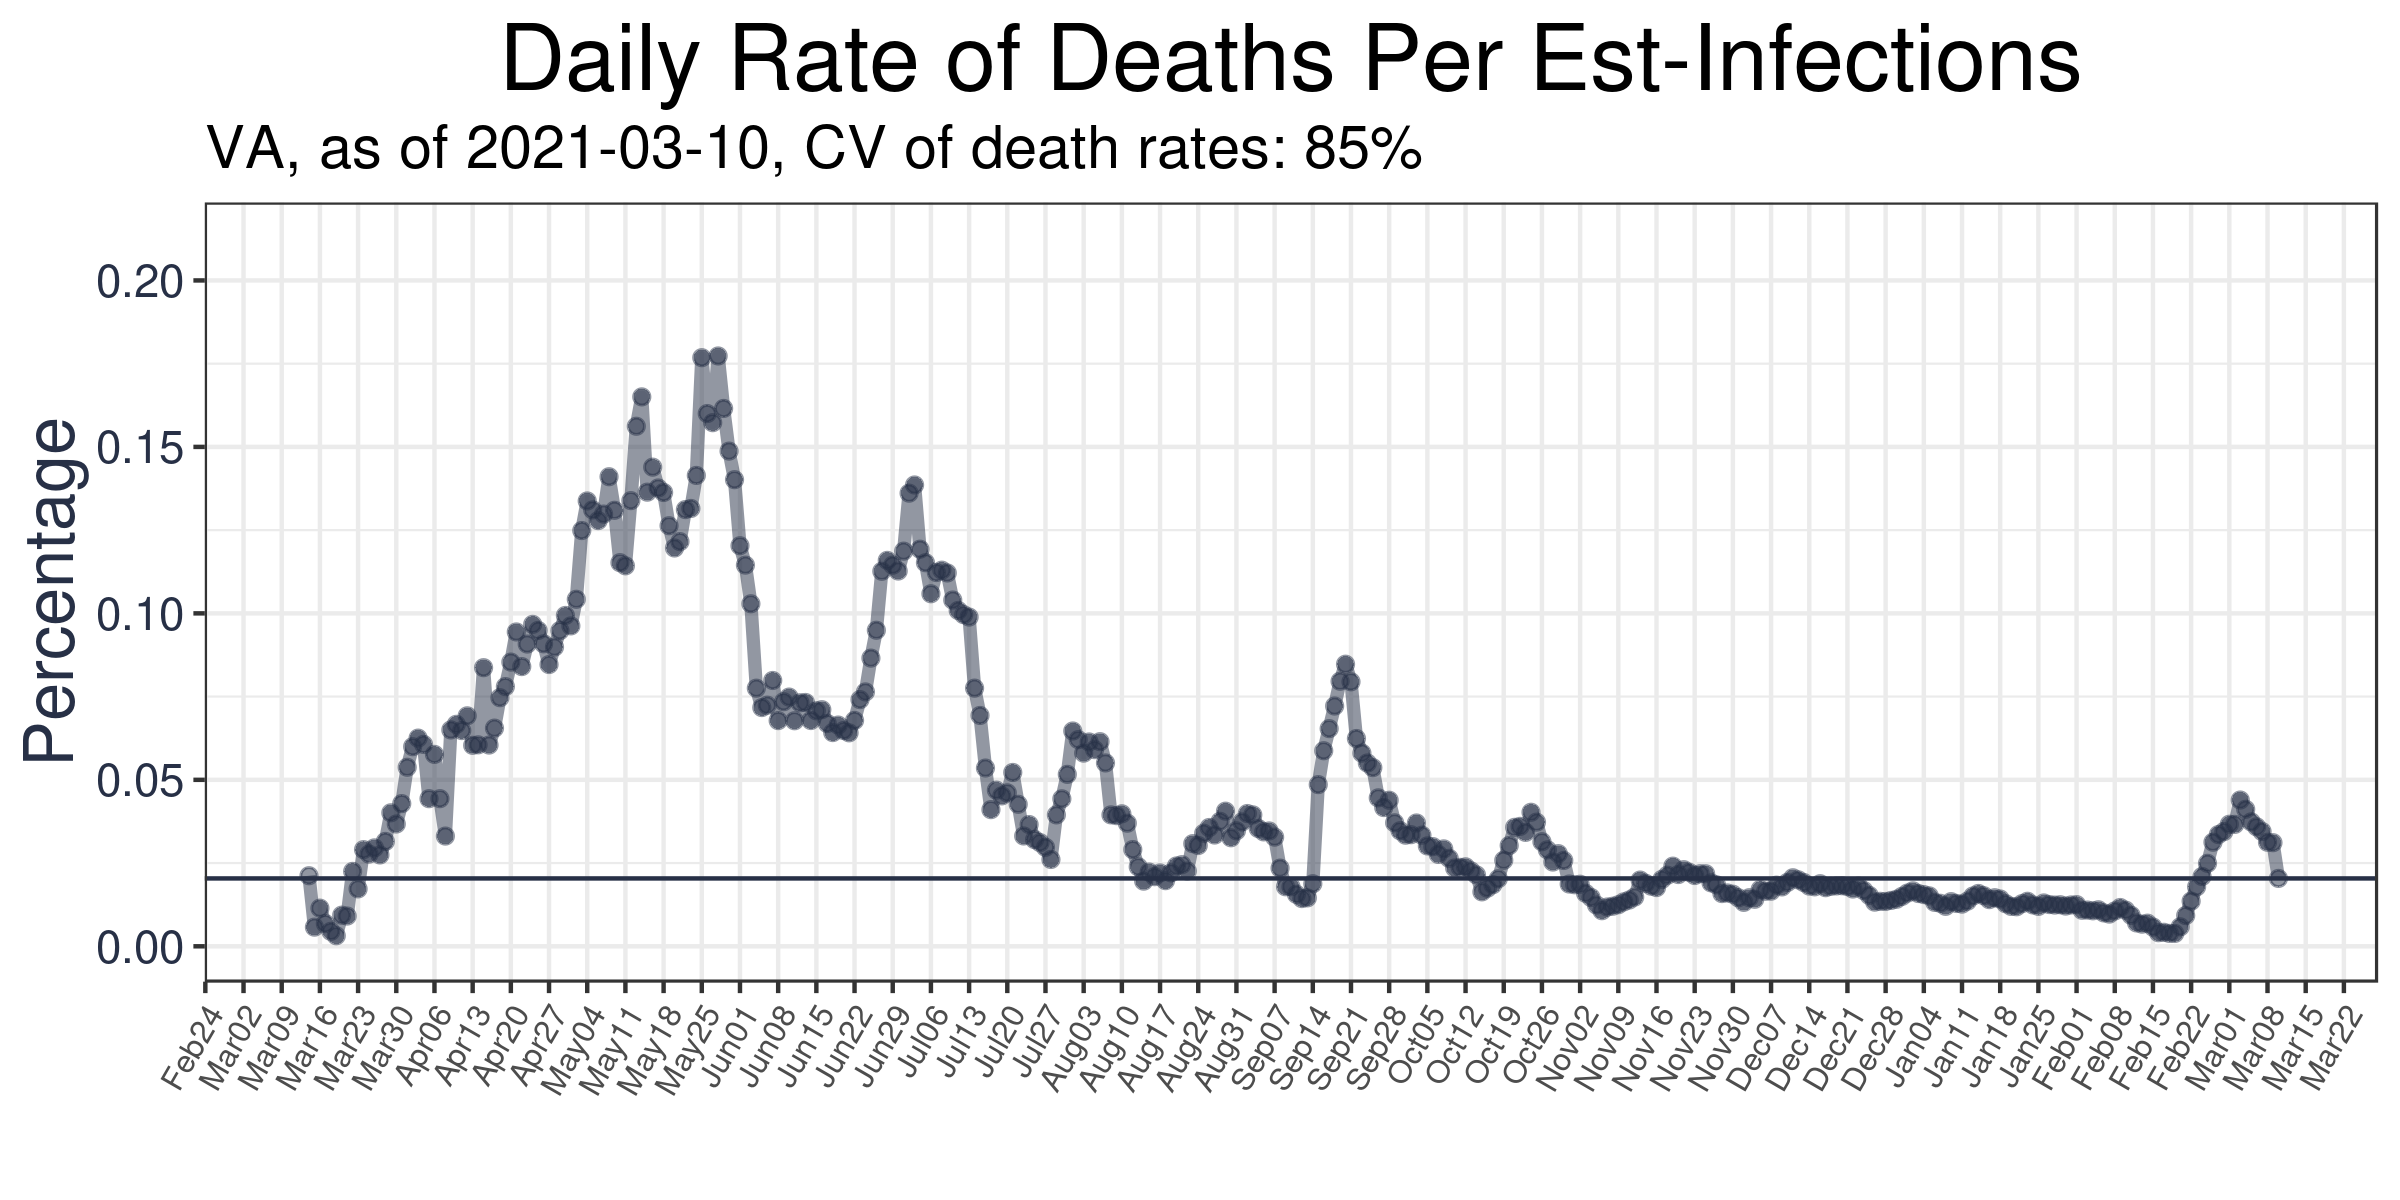 Daily Rate of Deaths Per Est-Infections
VA, as of 2021-03-10, CV of death rates: 85%
Percentage
0.20
0.15
0.10
0.05
0.00
Feb24 Mar02 Mar09 Mar16 Mar23 Mar30 Apr06 Apr13 Apr20 Apr27 May04 May11 May18 May25 Jun01 Jun08 Jun15 Jun22 Jun29 Jul06 Jul13 Jul20 Jul27 Aug03 Aug10 Aug17 Aug24 Aug31 Sep07 Sep14 Sep21 Sep28 Oct05 Oct12 Oct19 Oct26 Nov02 Nov09 Nov16 Nov23 Nov30 Dec07 Dec14 Dec21 Dec28 Jan04 Jan11 Jan18 Jan25 Feb01 Feb08 Feb15 Feb22 Mar01 Mar08 Mar15 Mar22